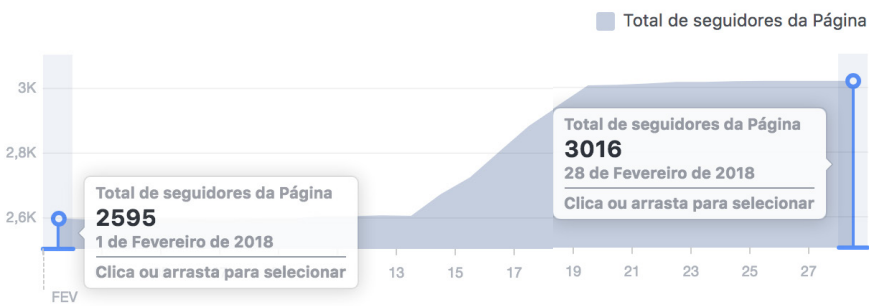 Total de seguidores da Página
3K
2,8K
2,6K
Total de seguidores da Página
2595
1 de Fevereiro de 2018
Clica ou arrasta para selecionar
Total de seguidores da Página
3016
28 de Fevereiro de 2018
Clica ou arrasta para selecionar
13 15 17 19 21 23 25 27
FEV